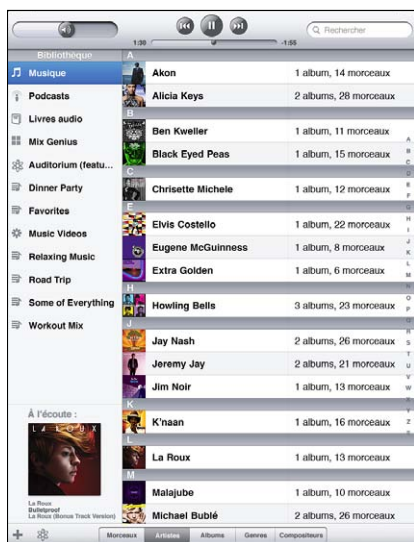 Rechercher
1:30
-1:55
Bibliothèque
Musique
Podcasts
Livres audio
Mix Genius
Auditorium (featu...
Dinner Party
Favorites
Music Videos
Relaxing Music
Road Trip
Some of Everything
Workout Mix
À l'écoute :
LA ROUX
La Roux
Bulletproof
La Roux (Bonus Track Version)
A
Akon 1 album, 14 morceaux
Alicia Keys 2 albums, 28 morceaux
B
Ben Kweller 1 album, 11 morceaux
Black Eyed Peas 1 album, 15 morceaux
C
Chrisette Michele 1 album, 12 morceaux
E
Elvis Costello 1 album, 22 morceaux
Eugene McGuinness 1 album, 8 morceaux
Extra Golden 1 album, 6 morceaux
H
Howling Bells 3 albums, 23 morceaux
J
Jay Nash 2 albums, 26 morceaux
Jeremy Jay 2 albums, 21 morceaux
Jim Noir 1 album, 13 morceaux
K
K'naan 1 album, 16 morceaux
L
La Roux 1 album, 13 morceaux
M
Malajube 1 album, 10 morceaux
Michael Bublé 2 albums, 26 morceaux
Morceaux Artistes Albums Genres Compositeurs